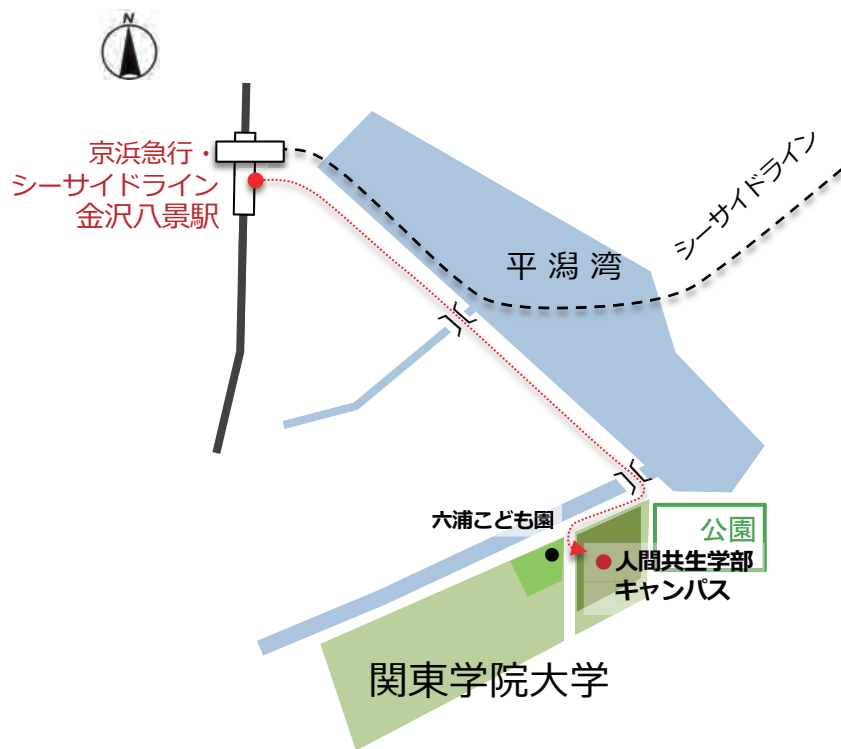 N
京浜急行・
シーサイドライン
金沢八景駅
シーサイドライン
平潟湾
六浦こども園
公園
人間共生学部
キャンパス
関東学院大学